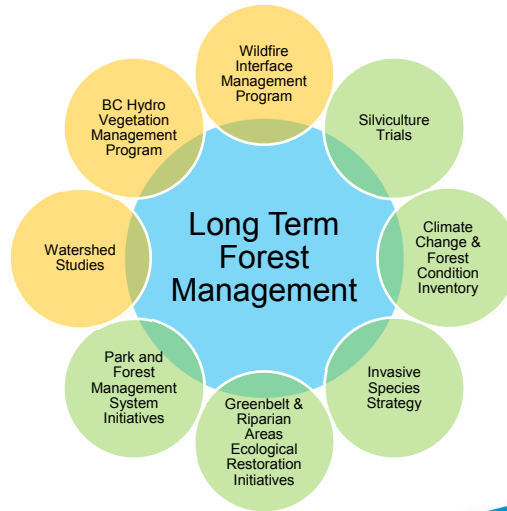 Wildfire
Interface
Management
Program
BC Hydro
Vegetation
Management
Program
Silviculture
Trials
Long Term
Forest
Management
Watershed
Studies
Climate
Change &
Forest
Condition
Inventory
Park and
Forest
Management
System
Initiatives
Invasive
Species
Strategy
Greenbelt &
Riparian
Areas
Ecological
Restoration
Initiatives